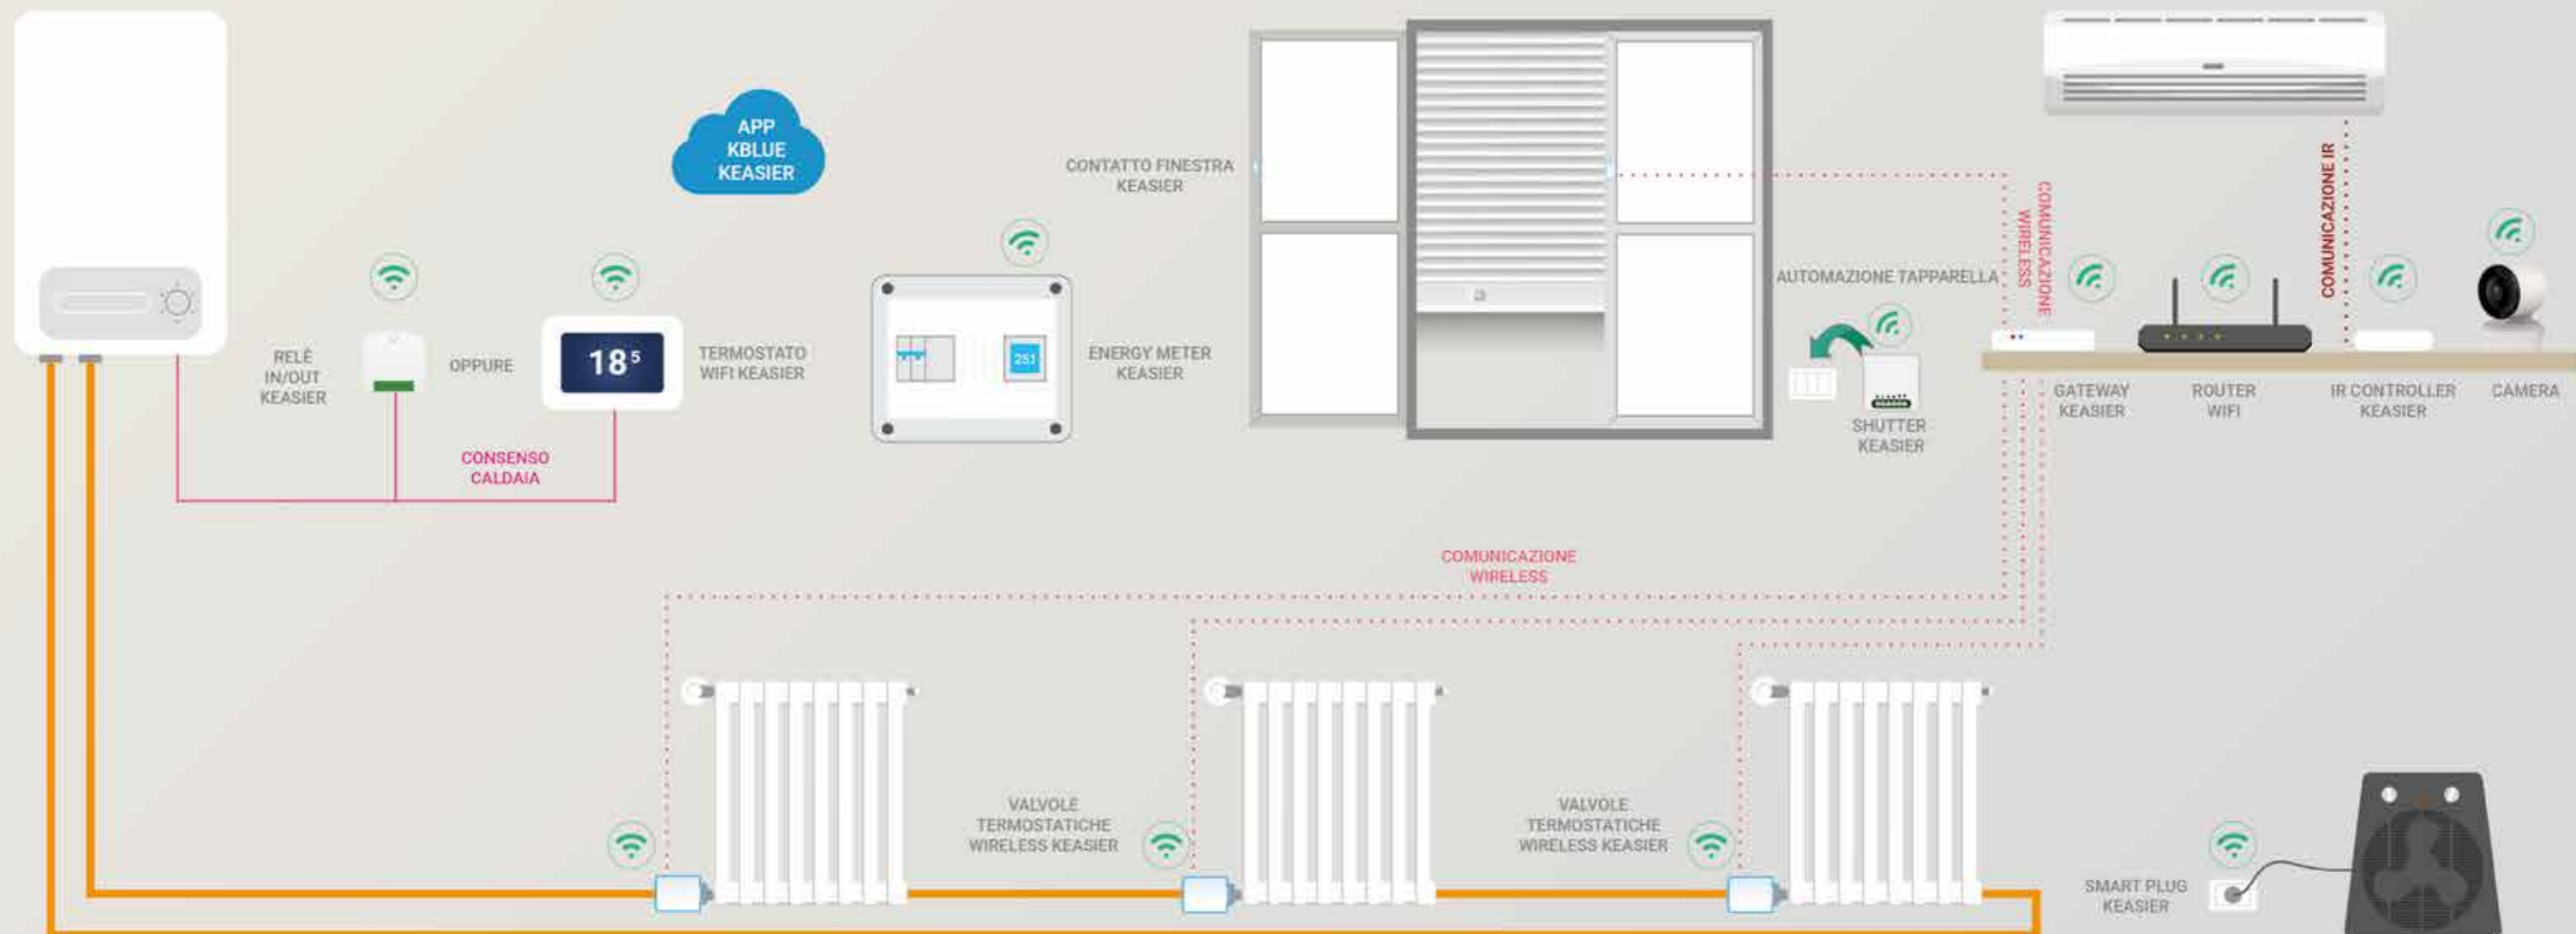 APP
KBLUE
KEASIER
CONTATTO FINESTRA
KEASIER
COMUNICAZIONE IR
COMUNICAZIONE
WIRELESS
AUTOMAZIONE TAPPARELLA
RELÈ
IN/OUT
KEASIER
OPPURE
18⁵
TERMOSTATO
WIFI KEASIER
251
ENERGY METER
KEASIER
SHUTTER
KEASIER
GATEWAY
KEASIER
ROUTER
WIFI
IR CONTROLLER
KEASIER
CAMERA
CONSENSO
CALDAIA
COMUNICAZIONE
WIRELESS
VALVOLE
TERMOSTATICHE
WIRELESS KEASIER
VALVOLE
TERMOSTATICHE
WIRELESS KEASIER
SMART PLUG
KEASIER